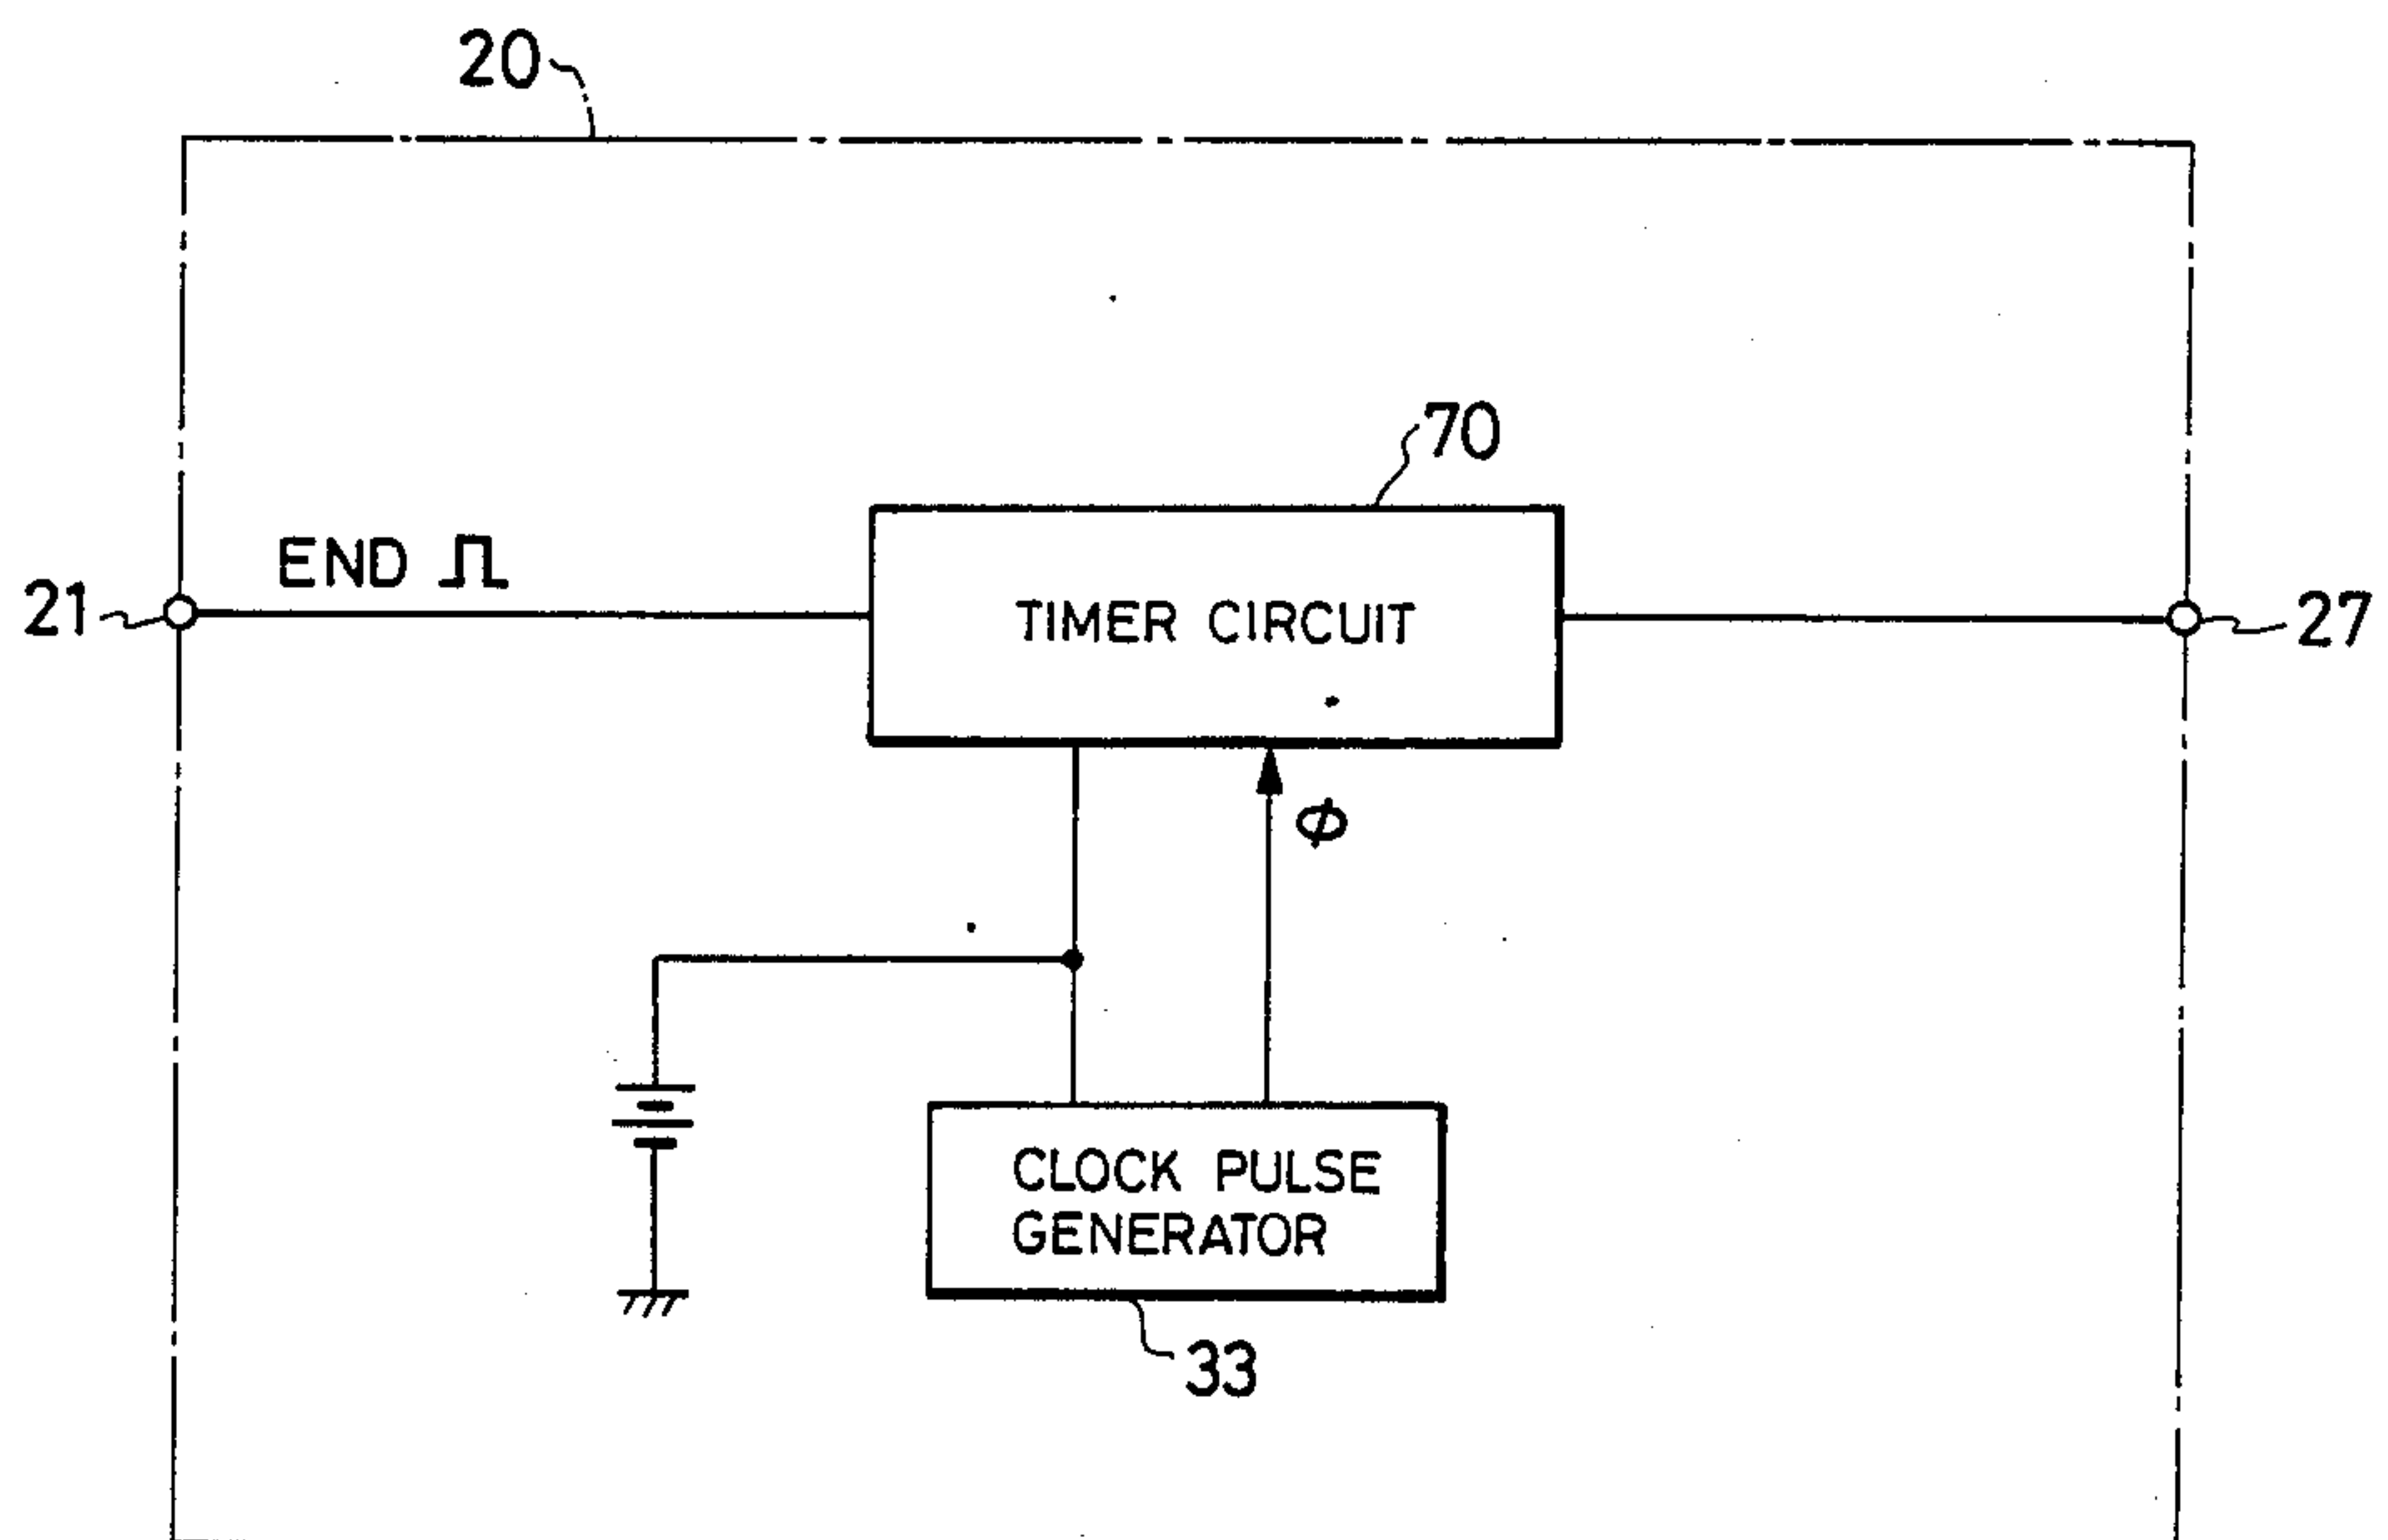 20
70
END
21
TIMER CIRCUIT
27
Φ
CLOCK PULSE
GENERATOR
33